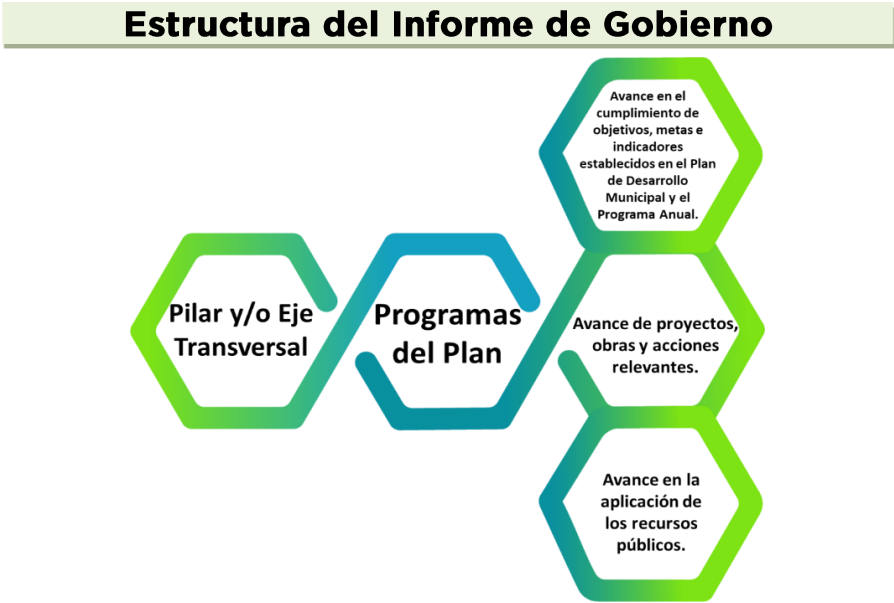 Estructura del Informe de Gobierno
Pilar y/o Eje
Transversal
Programas
del Plan
Avance en el
cumplimiento de
objetivos, metas e
indicadores
establecidos en el Plan
de Desarrollo
Municipal y el
Programa Anual.
Avance de proyectos,
obras y acciones
relevantes.
Avance en la
aplicación de
los recursos
públicos.